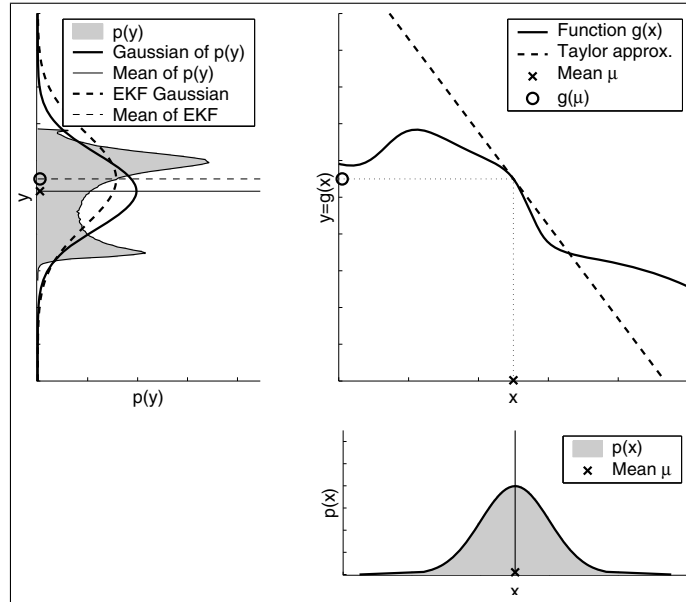 p(y)
Gaussian of p(y)
Mean of p(y)
EKF Gaussian
Mean of EKF
y
p(y)
Function g(x)
Taylor approx.
Mean μ
g(μ)
y=g(x)
x
p(x)
Mean μ
p(x)
x